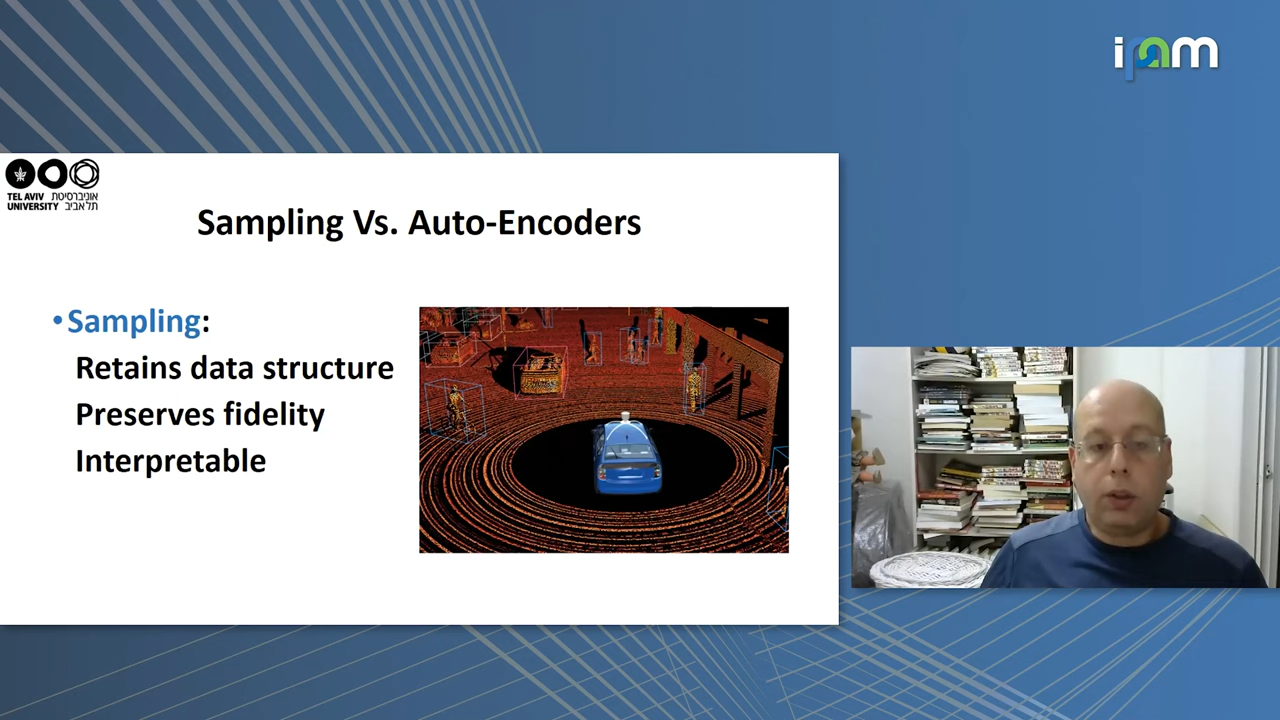 ipam
TEL AVIV אוניברסיטת
UNIVERSITY תל אביב
Sampling Vs. Auto-Encoders
•Sampling:
Retains data structure
Preserves fidelity
Interpretable